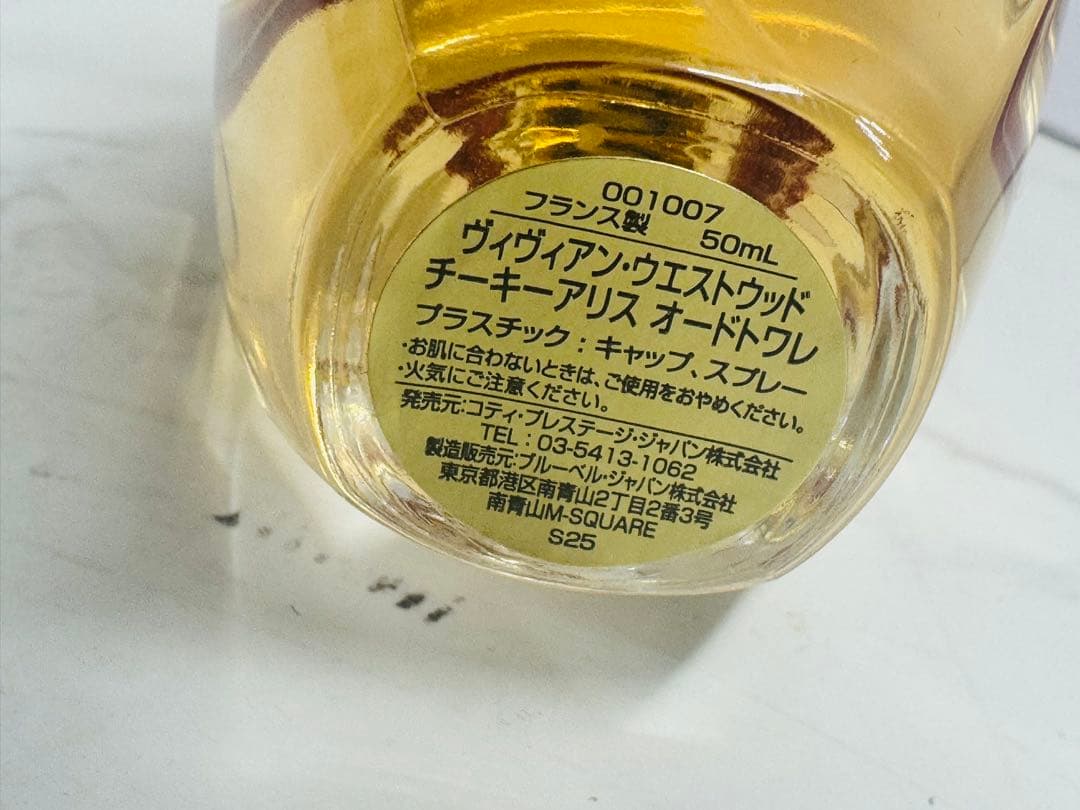 001007
フランス製 50mL
ヴィヴィアン・ウエストウッド
チーキーアリス オードトワレ
プラスチック：キャップ、スプレー
・お肌に合わないときは、ご使用をおやめください。
・火気にご注意ください。
発売元：コティ・プレステージ・ジャパン株式会社
TEL：03-5413-1062
製造販売元：ブルーベル・ジャパン株式会社
東京都港区南青山2丁目2番3号
南青山M-SQUARE
S25